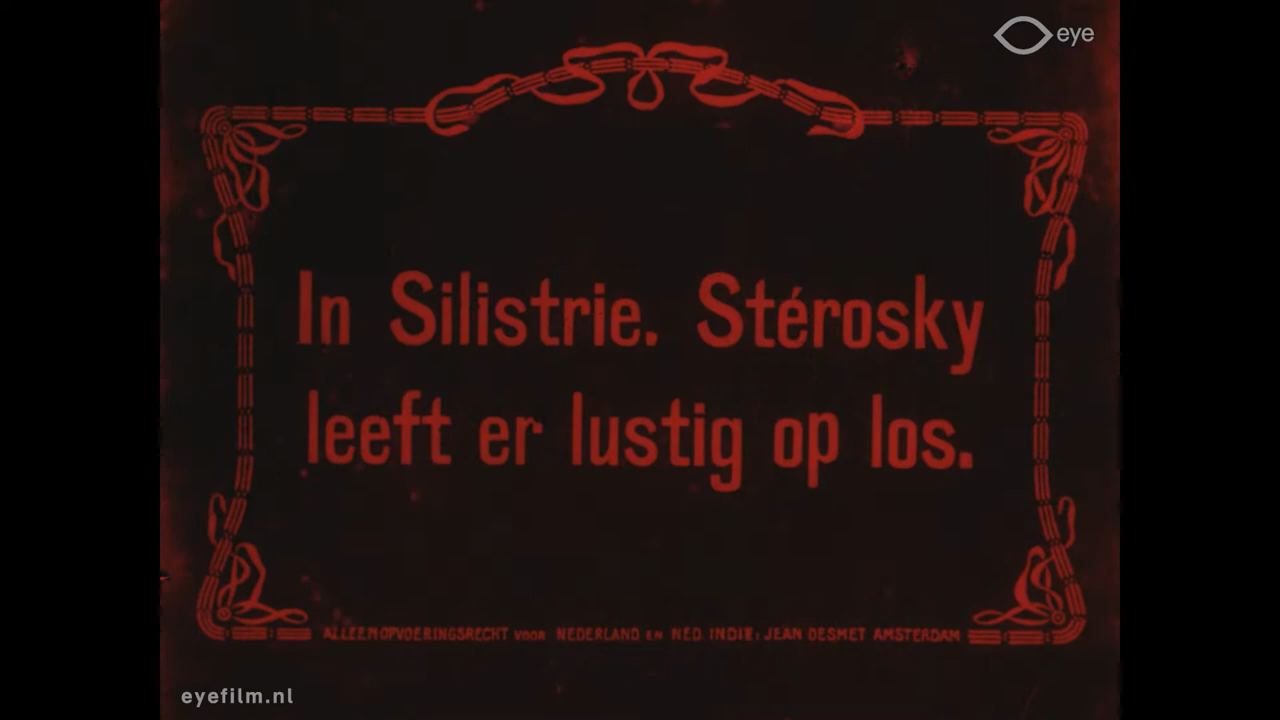 eye
In Silistrie. Stérosky
leeft er lustig op los.
ALLEENOPVOERINGSRECHT VOOR NEDERLAND EN NED. INDIE: JEAN DESMET AMSTERDAM
eyefilm.nl